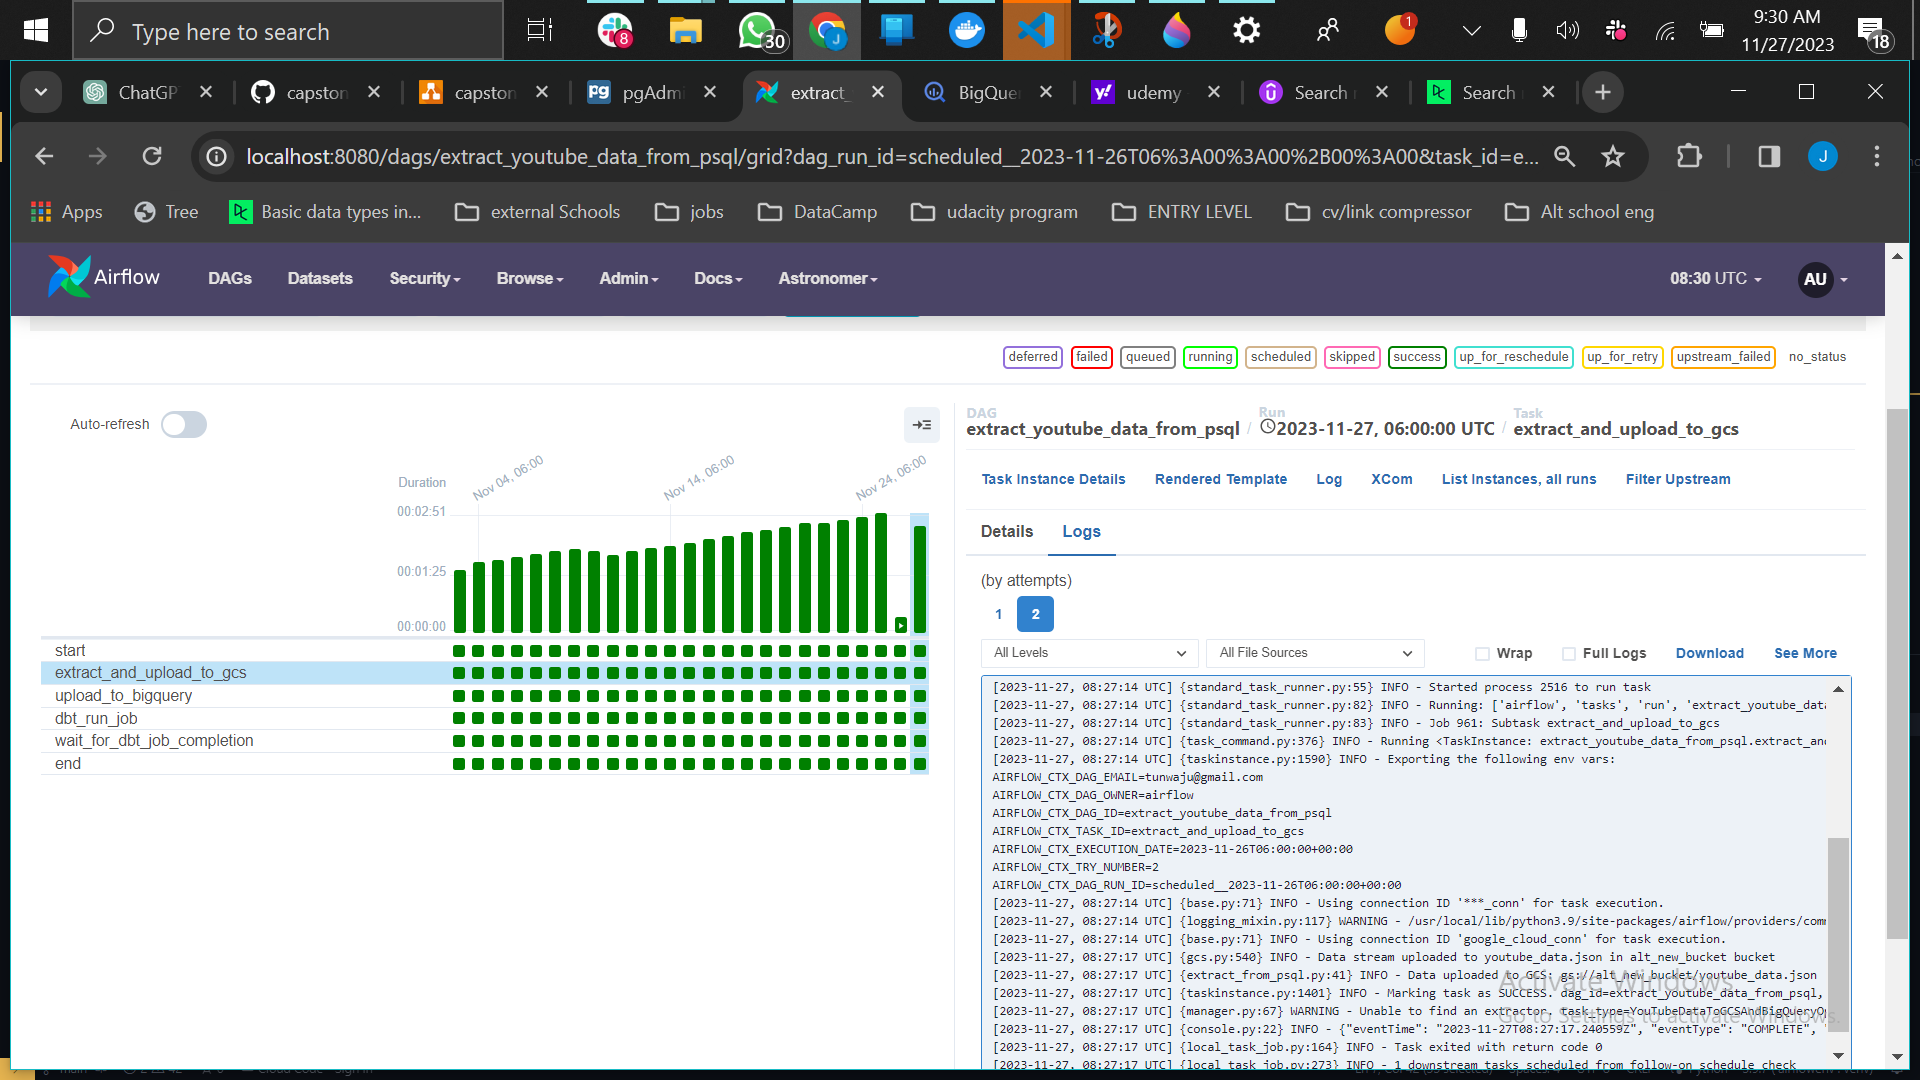 Type here to search
8
30
J
1
9:30 AM
11/27/2023
18
ChatGP
capston
capston
pgAdmi
extract_
BigQue
udemy
Search
Search
localhost:8080/dags/extract_youtube_data_from_psql/grid?dag_run_id=scheduled__2023-11-26T06%3A00%3A00%2B00%3A00&task_id=e...
J
Apps
Tree
Basic data types in...
external Schools
jobs
DataCamp
udacity program
ENTRY LEVEL
cv/link compressor
Alt school eng
Airflow
DAGs
Datasets
Security
Browse
Admin
Docs
Astronomer
08:30 UTC
AU
deferred
failed
queued
running
scheduled
skipped
success
up_for_reschedule
up_for_retry
upstream_failed
no_status
Auto-refresh
Duration
Nov 04, 06:00
Nov 14, 06:00
Nov 24, 06:00
00:02:51
00:01:25
00:00:00
start
extract_and_upload_to_gcs
upload_to_bigquery
dbt_run_job
wait_for_dbt_job_completion
end
DAG
extract_youtube_data_from_psql /
Run
2023-11-27, 06:00:00 UTC /
Task
extract_and_upload_to_gcs
Task Instance Details
Rendered Template
Log
XCom
List Instances, all runs
Filter Upstream
Details
Logs
(by attempts)
1
2
All Levels
All File Sources
Wrap
Full Logs
Download
See More
[2023-11-27, 08:27:14 UTC] {standard_task_runner.py:55} INFO - Started process 2516 to run task
[2023-11-27, 08:27:14 UTC] {standard_task_runner.py:82} INFO - Running: ['airflow', 'tasks', 'run', 'extract_youtube_dat
[2023-11-27, 08:27:14 UTC] {standard_task_runner.py:83} INFO - Job 961: Subtask extract_and_upload_to_gcs
[2023-11-27, 08:27:14 UTC] {task_command.py:376} INFO - Running <TaskInstance: extract_youtube_data_from_psql.extract_an
[2023-11-27, 08:27:14 UTC] {taskinstance.py:1590} INFO - Exporting the following env vars:
AIRFLOW_CTX_DAG_EMAIL=tunwaju@gmail.com
AIRFLOW_CTX_DAG_OWNER=airflow
AIRFLOW_CTX_DAG_ID=extract_youtube_data_from_psql
AIRFLOW_CTX_TASK_ID=extract_and_upload_to_gcs
AIRFLOW_CTX_EXECUTION_DATE=2023-11-26T06:00:00+00:00
AIRFLOW_CTX_TRY_NUMBER=2
AIRFLOW_CTX_DAG_RUN_ID=scheduled__2023-11-26T06:00:00+00:00
[2023-11-27, 08:27:14 UTC] {base.py:71} INFO - Using connection ID '***_conn' for task execution.
[2023-11-27, 08:27:14 UTC] {logging_mixin.py:117} WARNING - /usr/local/lib/python3.9/site-packages/airflow/providers/com
[2023-11-27, 08:27:14 UTC] {base.py:71} INFO - Using connection ID 'google_cloud_conn' for task execution.
[2023-11-27, 08:27:17 UTC] {gcs.py:540} INFO - Data stream uploaded to youtube_data.json in alt_new_bucket bucket
[2023-11-27, 08:27:17 UTC] {extract_from_psql.py:41} INFO - Data uploaded to GCS: gs://alt_new_bucket/youtube_data.json
[2023-11-27, 08:27:17 UTC] {taskinstance.py:1401} INFO - Marking task as SUCCESS. dag_id=extract_youtube_data_from_psql,
[2023-11-27, 08:27:17 UTC] {manager.py:67} WARNING - Unable to find an extractor. task_type=YouTubeDataToGCSAndBigQueryOp
[2023-11-27, 08:27:17 UTC] {console.py:22} INFO - {"eventTime": "2023-11-27T08:27:17.240559Z", "eventType": "COMPLETE",
[2023-11-27, 08:27:17 UTC] {local_task_job.py:164} INFO - Task exited with return code 0
[2023-11-27, 08:27:17 UTC] {local_task_job.py:273} INFO - 1 downstream tasks scheduled from follow-on schedule check
Activate Windows
Go to Settings to activate Windows.